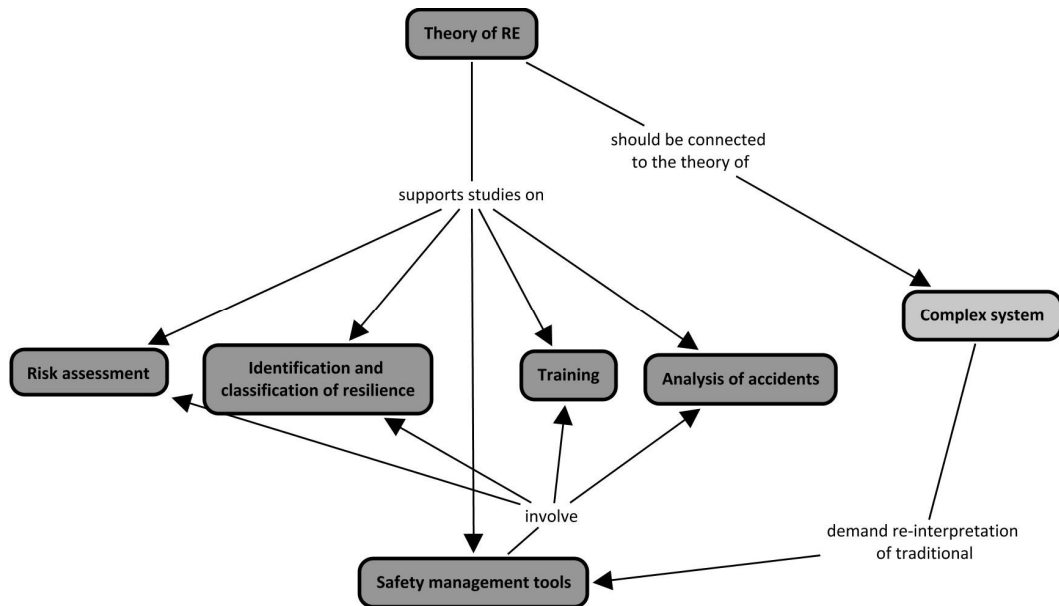 Theory of RE
should be connected
to the theory of
supports studies on
Complex system
Risk assessment
Identification and
classification of resilience
Training
Analysis of accidents
involve
demand re-interpretation
of traditional
Safety management tools